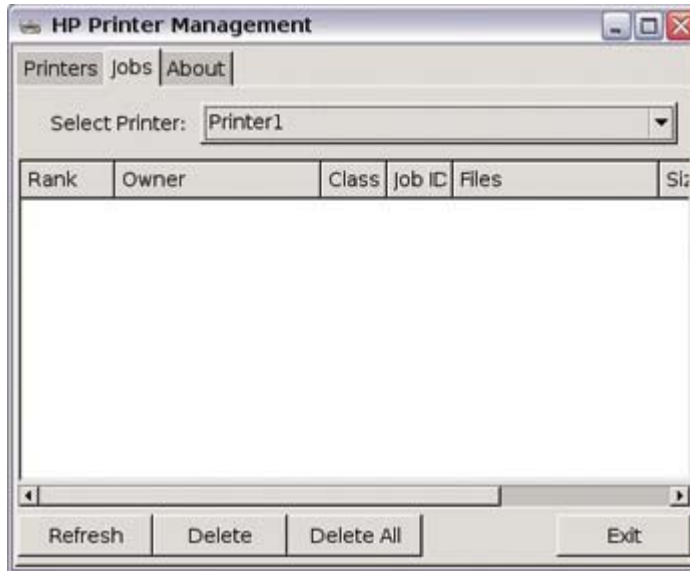 HP Printer Management
Printers Jobs About
Select Printer: Printer1
Rank Owner Class Job ID Files Siz
Refresh Delete Delete All Exit